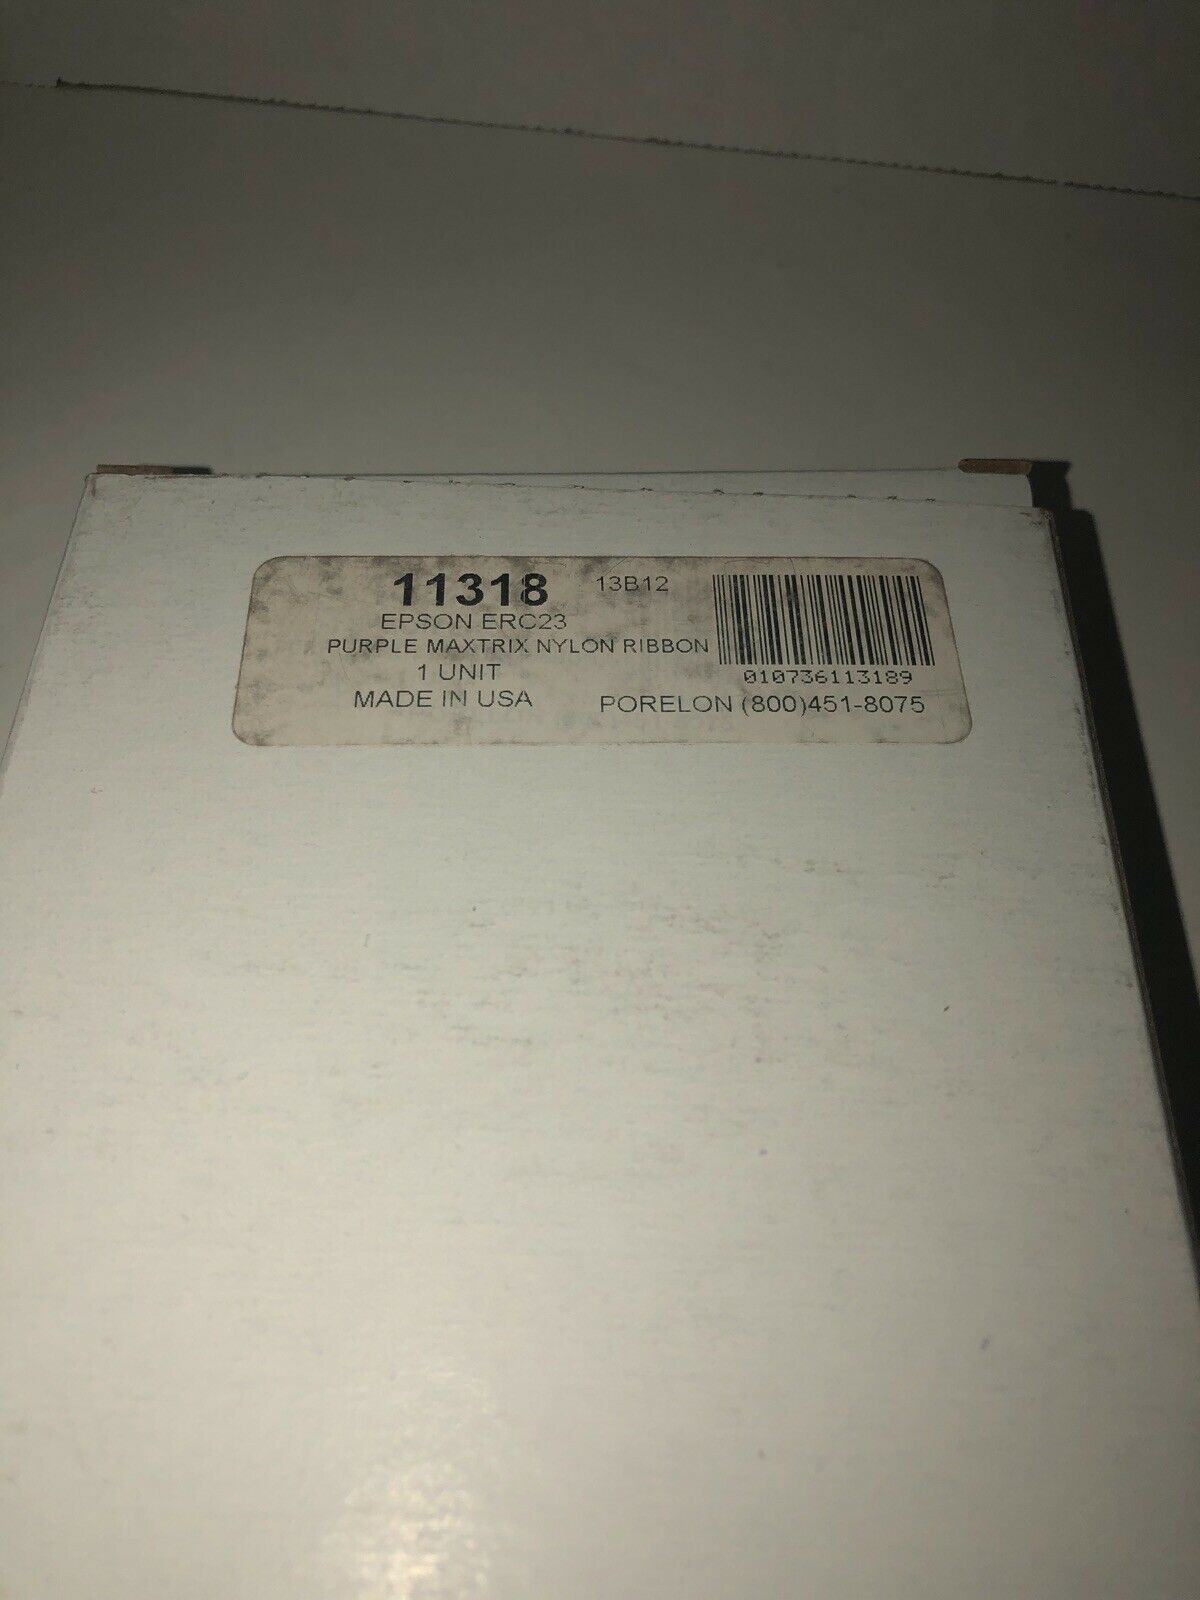 11318 13B12
EPSON ERC23
PURPLE MAXTRIX NYLON RIBBON
1 UNIT
010736113189
MADE IN USA PORELON (800)451-8075